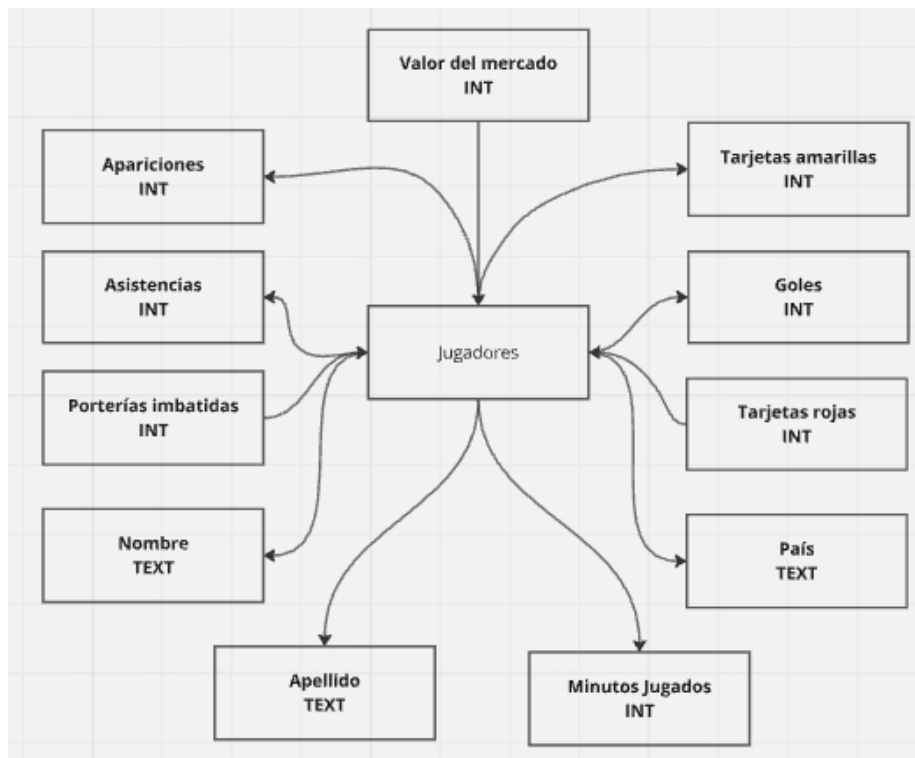 Valor del mercado
INT
Apariciones
INT
Tarjetas amarillas
INT
Asistencias
INT
Goles
INT
Jugadores
Porterías imbatidas
INT
Tarjetas rojas
INT
Nombre
TEXT
País
TEXT
Apellido
TEXT
Minutos Jugados
INT